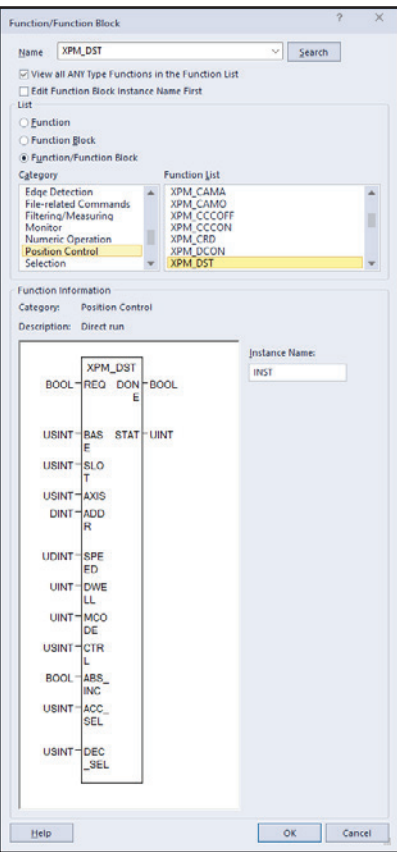 Function/Function Block ? ×
Name XPM_DST Search
View all ANY Type Functions in the Function List
Edit Function Block Instance Name First
List
Function
Function Block
Function/Function Block
Category
Edge Detection
File-related Commands
Filtering/Measuring
Monitor
Numeric Operation
Position Control
Selection
Function List
XPM_CAMA
XPM_CAMO
XPM_CCCOFF
XPM_CCCON
XPM_CRD
XPM_DCON
XPM_DST
Function Information
Category: Position Control
Description: Direct run
Instance Name:
INST
XPM_DST
BOOL REQ DON BOOL
E
USINT BAS STAT UINT
E
USINT SLO
T
USINT AXIS
DINT ADD
R
UDINT SPE
ED
UINT DWE
LL
UINT MCO
DE
USINT CTR
L
BOOL ABS_
INC
USINT ACC_
SEL
USINT DEC
_SEL
Help OK Cancel